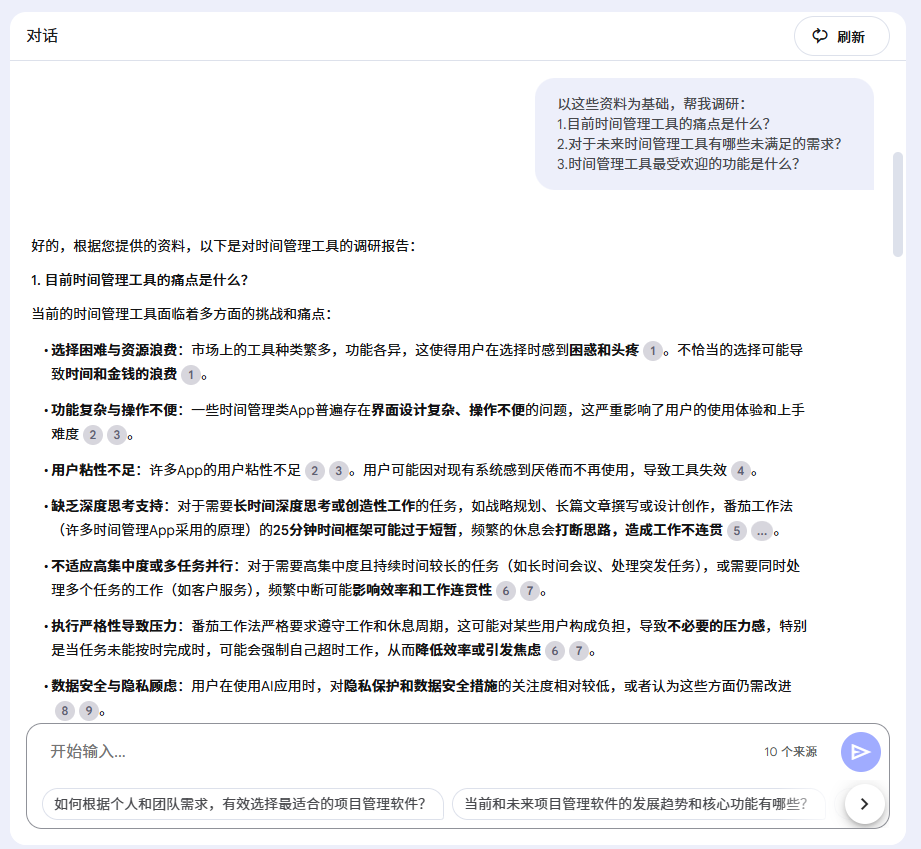 对话
刷新
以这些资料为基础，帮我调研：
1.目前时间管理工具的痛点是什么？
2.对于未来时间管理工具有哪些未满足的需求？
3.时间管理工具最受欢迎的功能是什么？
好的，根据您提供的资料，以下是对时间管理工具的调研报告：
1. 目前时间管理工具的痛点是什么？
当前的时间管理工具面临着多方面的挑战和痛点：
• 选择困难与资源浪费：市场上的工具种类繁多，功能各异，这使得用户在选择时感到困惑和头疼 1 。不恰当的选择可能导
致时间和金钱的浪费 1 。
• 功能复杂与操作不便：一些时间管理类App普遍存在界面设计复杂、操作不便的问题，这严重影响了用户的使用体验和上手
难度 2 3 。
• 用户粘性不足：许多App的用户粘性不足 2 3 。用户可能因对现有系统感到厌倦而不再使用，导致工具失效 4 。
• 缺乏深度思考支持：对于需要长时间深度思考或创造性工作的任务，如战略规划、长篇文章撰写或设计创作，番茄工作法
（许多时间管理App采用的原理）的25分钟时间框架可能过于短暂，频繁的休息会打断思路，造成工作不连贯 5 ... 。
• 不适应高集中度或多任务并行：对于需要高集中度且持续时间较长的任务（如长时间会议、处理突发任务），或需要同时处
理多个任务的工作（如客户服务），频繁中断可能影响效率和工作连贯性 6 7 。
• 执行严格性导致压力：番茄工作法严格要求遵守工作和休息周期，这可能对某些用户构成负担，导致不必要的压力感，特别
是当任务未能按时完成时，可能会强制自己超时工作，从而降低效率或引发焦虑 6 7 。
• 数据安全与隐私顾虑：用户在使用AI应用时，对隐私保护和数据安全措施的关注度相对较低，或者认为这些方面仍需改进
8 9 。
开始输入...
10 个来源
如何根据个人和团队需求，有效选择最适合的项目管理软件？
当前和未来项目管理软件的发展趋势和核心功能有哪些？